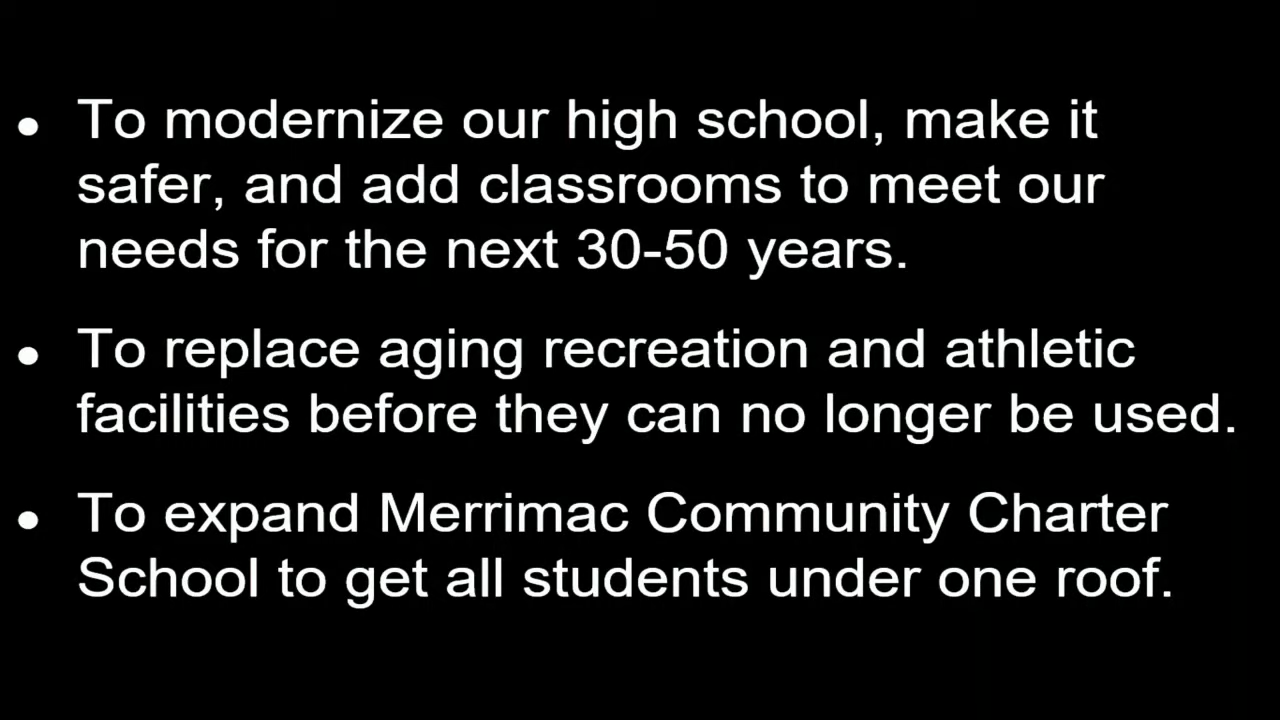 • To modernize our high school, make it
safer, and add classrooms to meet our
needs for the next 30-50 years.
• To replace aging recreation and athletic
facilities before they can no longer be used.
• To expand Merrimac Community Charter
School to get all students under one roof.